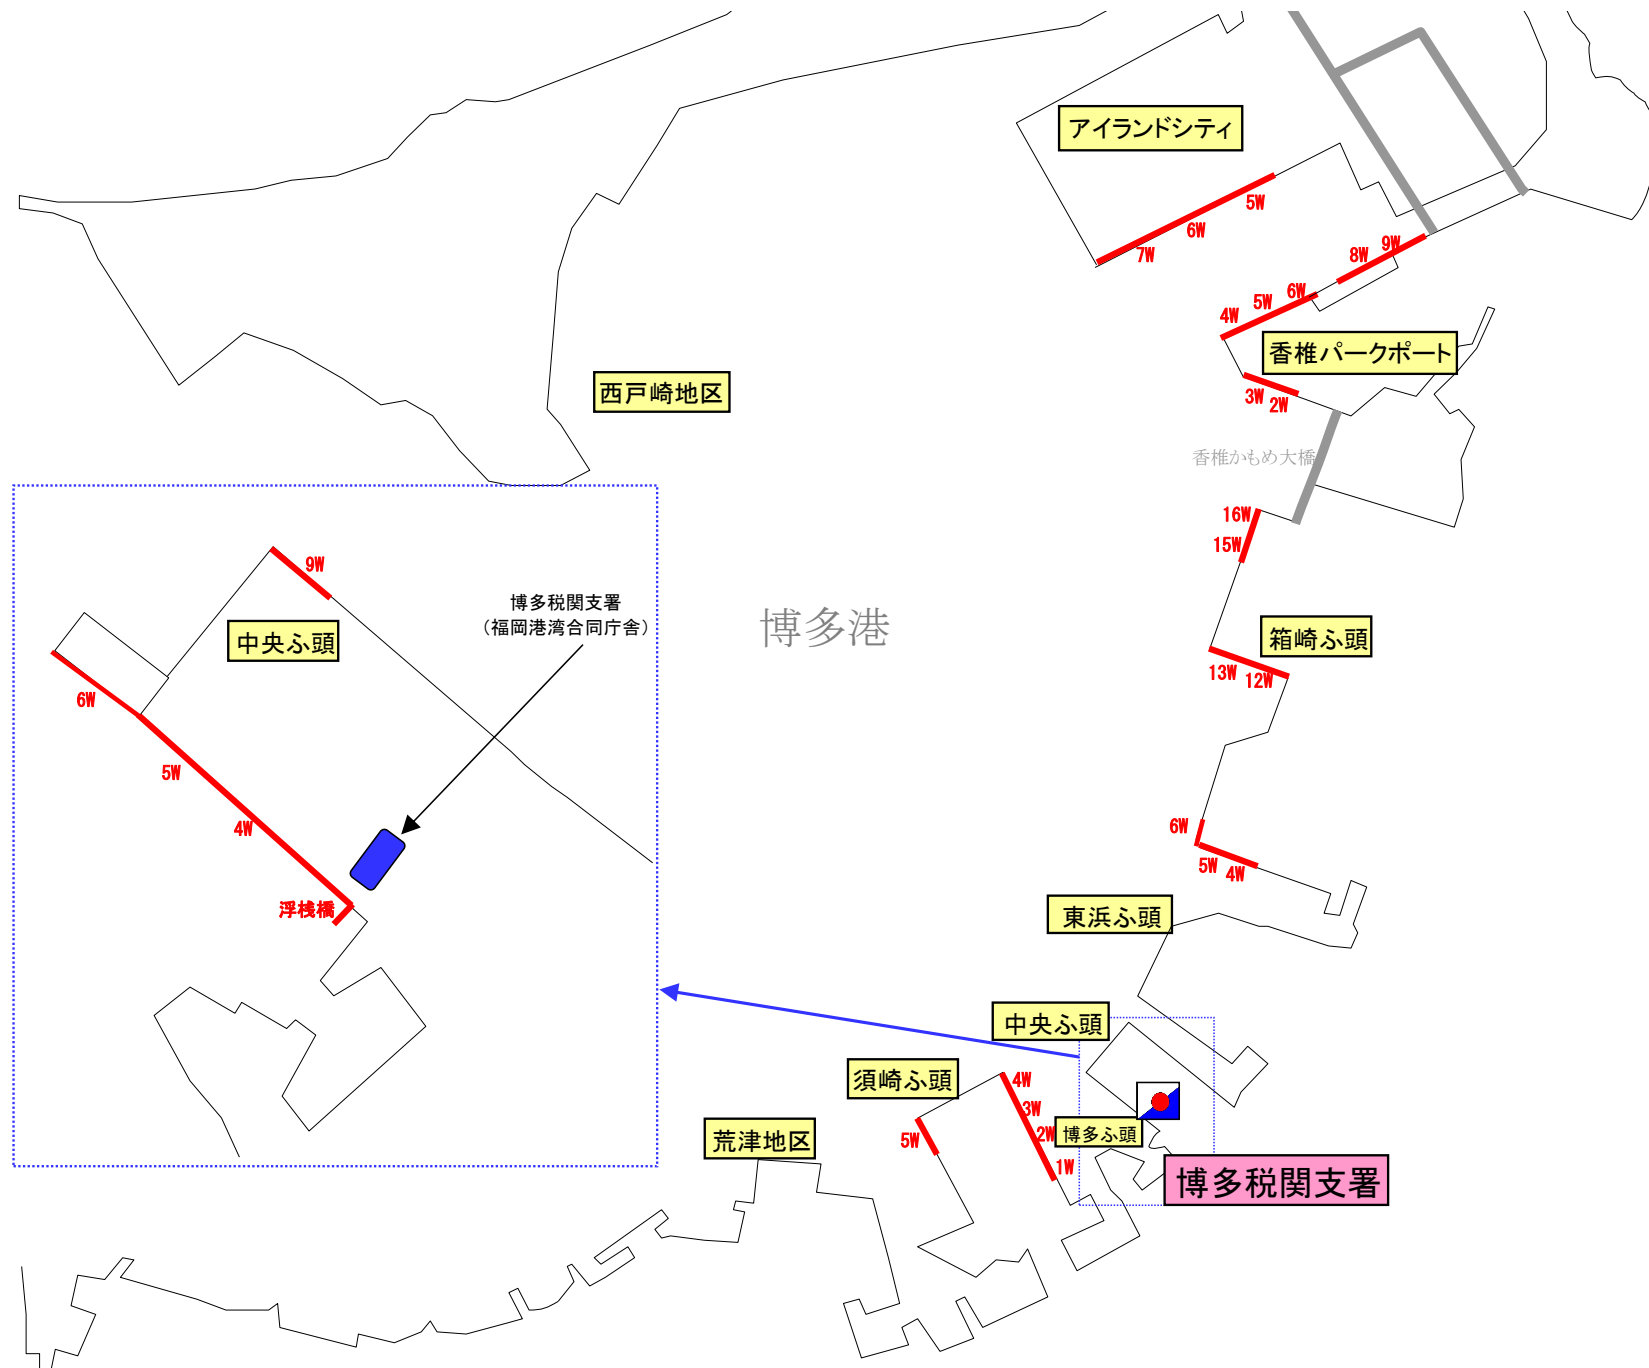 アイランドシティ
5W
6W
7W
9W
8W
6W
5W
4W
香椎パークポート
3W
2W
西戸崎地区
香椎かもめ大橋
16W
15W
箱崎ふ頭
13W
12W
博多港
9W
博多税関支署
(福岡港湾合同庁舎)
中央ふ頭
6W
5W
4W
浮桟橋
6W
5W
4W
東浜ふ頭
中央ふ頭
須崎ふ頭
4W
3W
2W
1W
5W
博多ふ頭
荒津地区
博多税関支署